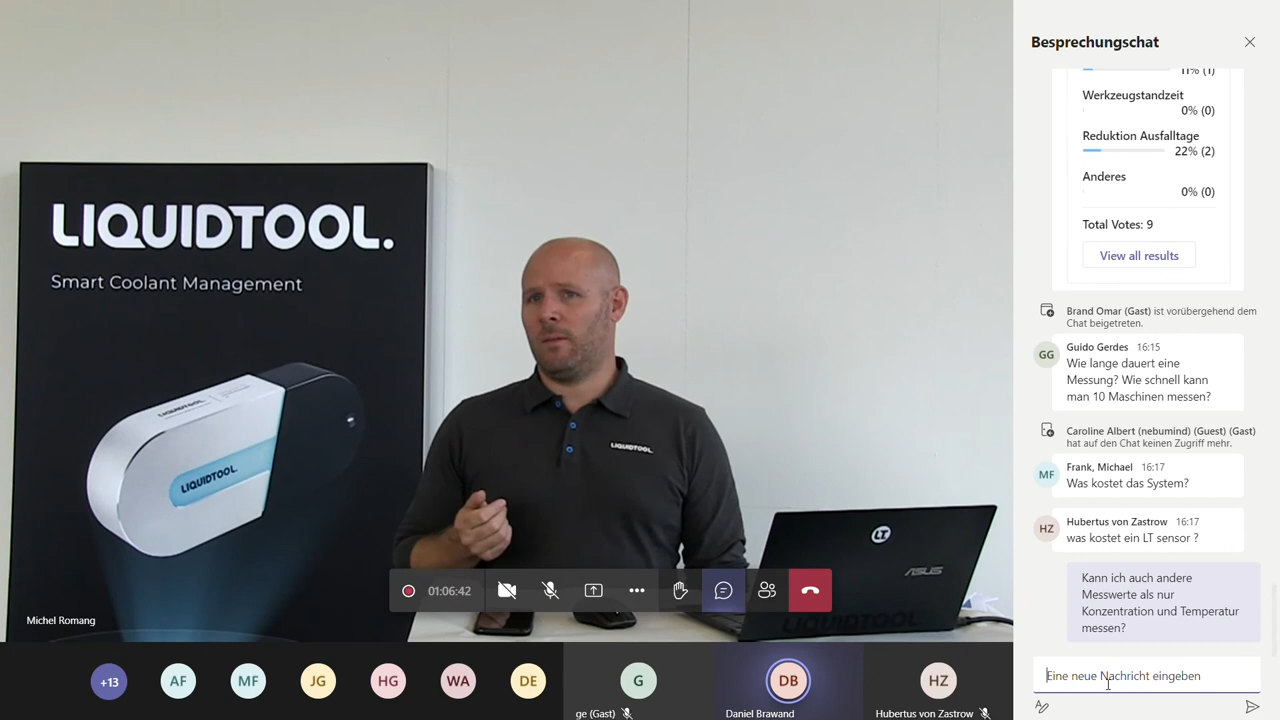 LIQUIDTOOL.
Smart Coolant Management
LIQUIDTOOL.
LIQUIDTOOL.
LIQUIDTOOL.
LT
ASUS
LIQUIDTOOL
01:06:42
Michel Romang
+13
AF
MF
JG
HG
WA
DE
G
ge (Gast)
DB
Daniel Brawand
HZ
Hubertus von Zastrow
Besprechungschat
11% (1)
Werkzeugstandzeit
0% (0)
Reduktion Ausfalltage
22% (2)
Anderes
0% (0)
Total Votes: 9
View all results
Brand Omar (Gast) ist vorübergehend dem
Chat beigetreten.
GG
Guido Gerdes 16:15
Wie lange dauert eine
Messung? Wie schnell kann
man 10 Maschinen messen?
Caroline Albert (nebumind) (Guest) (Gast)
hat auf den Chat keinen Zugriff mehr.
MF
Frank, Michael 16:17
Was kostet das System?
HZ
Hubertus von Zastrow 16:17
was kostet ein LT sensor ?
Kann ich auch andere
Messwerte als nur
Konzentration und Temperatur
messen?
Eine neue Nachricht eingeben